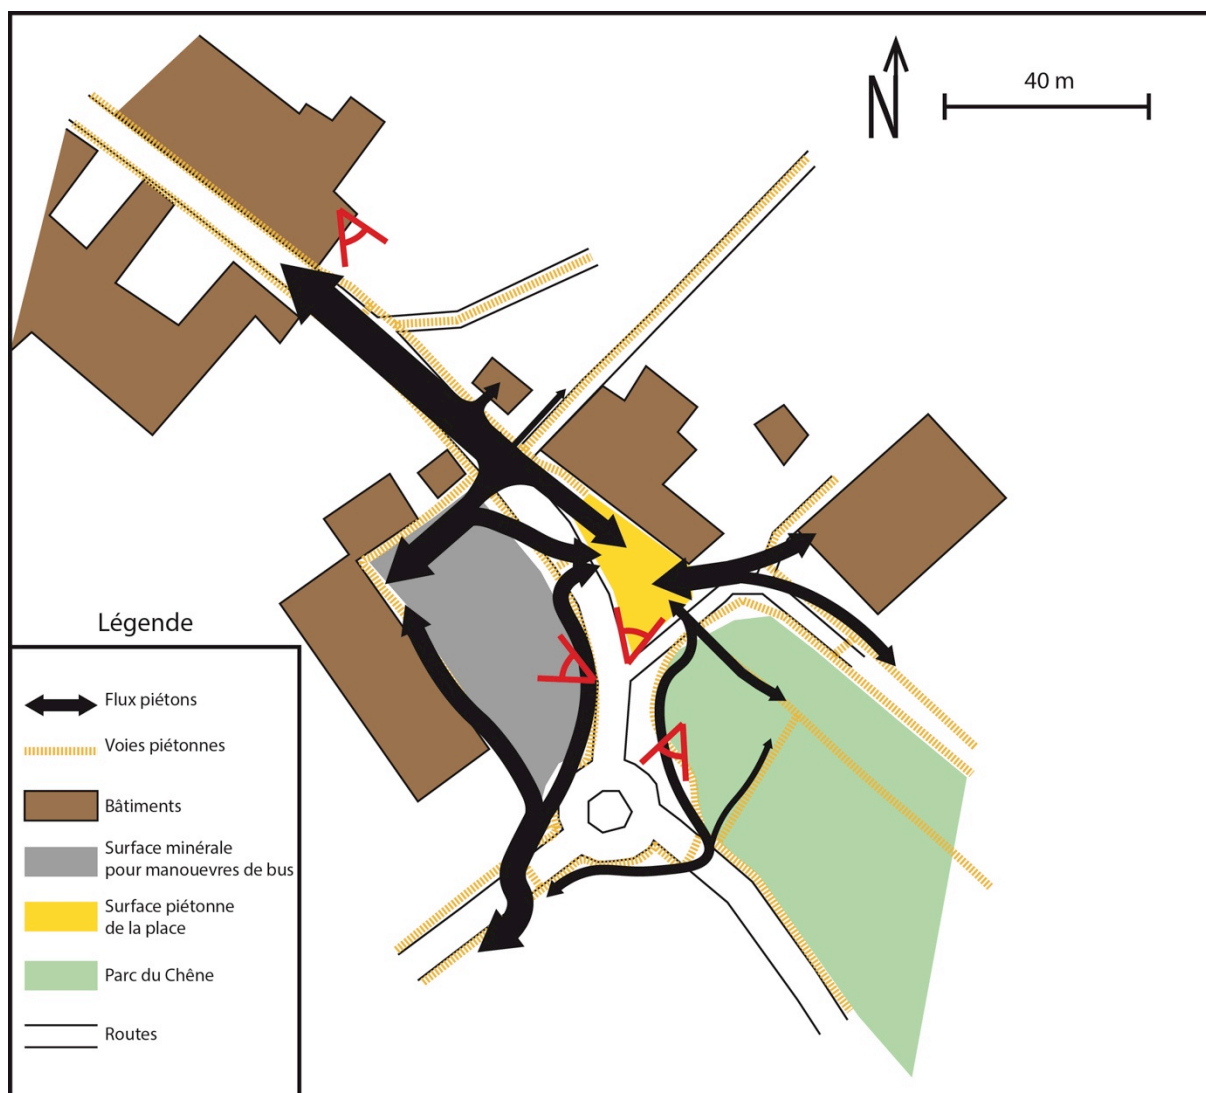 N
40 m
Légende
Flux piétons
Voies piétonnes
Bâtiments
Surface minérale
pour manouevres de bus
Surface piétonne
de la place
Parc du Chêne
Routes